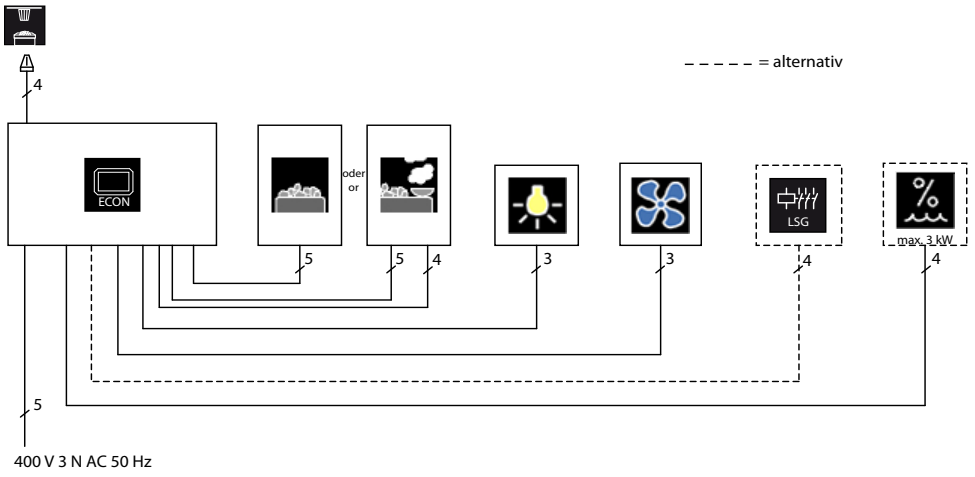 = alternativ
4
ECON
oder
or
LSG
%
max. 3 kW
5
5
4
3
3
4
4
5
400 V 3 N AC 50 Hz